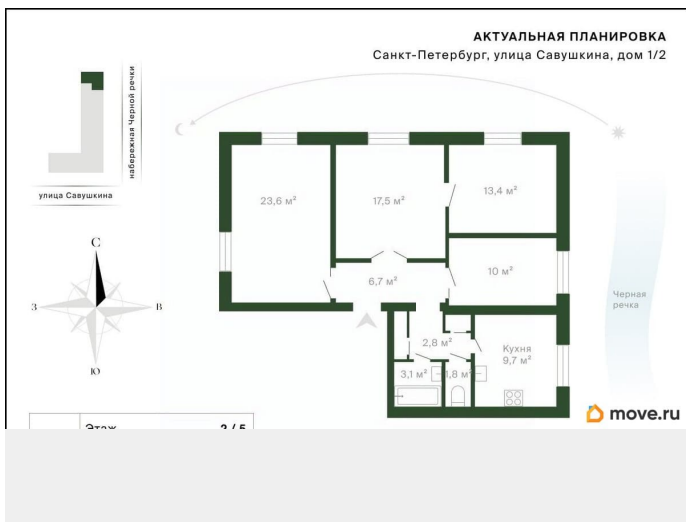 АКТУАЛЬНАЯ ПЛАНИРОВКА
Санкт-Петербург, улица Савушкина, дом 1/2
набережная Черной речки
улица Савушкина
С
З
В
Ю
23,6 м²
17,5 м²
13,4 м²
6,7 м²
10 м²
2,8 м²
Кухня
9,7 м²
3,1 м²
1,8 м²
Черная
речка
Этаж
move.ru